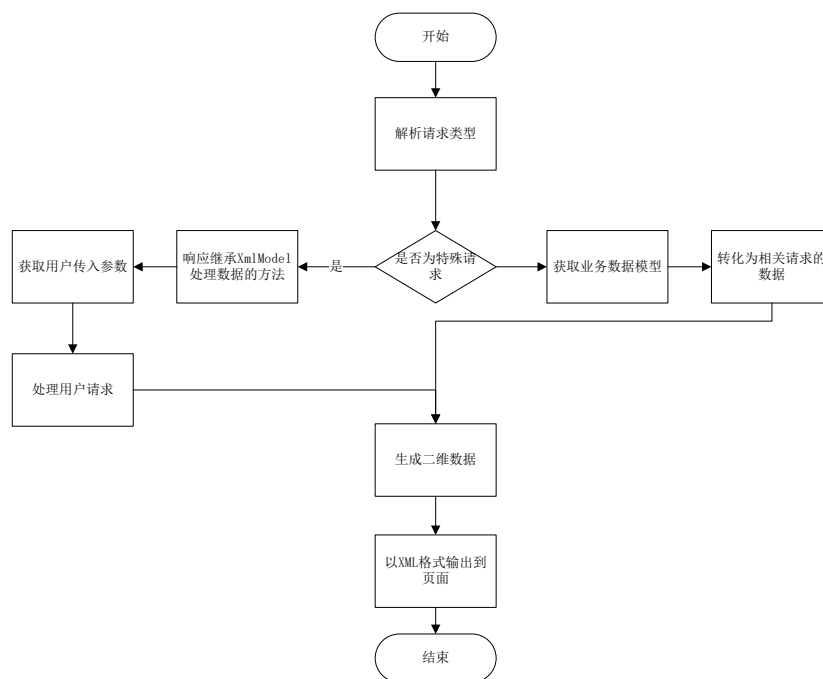 开始
解析请求类型
获取用户传入参数
响应继承XmlModel
处理数据的方法
是
是否为特殊请
求
获取业务数据模型
转化为相关请求的
数据
处理用户请求
生成二维数据
以XML格式输出到
页面
结束